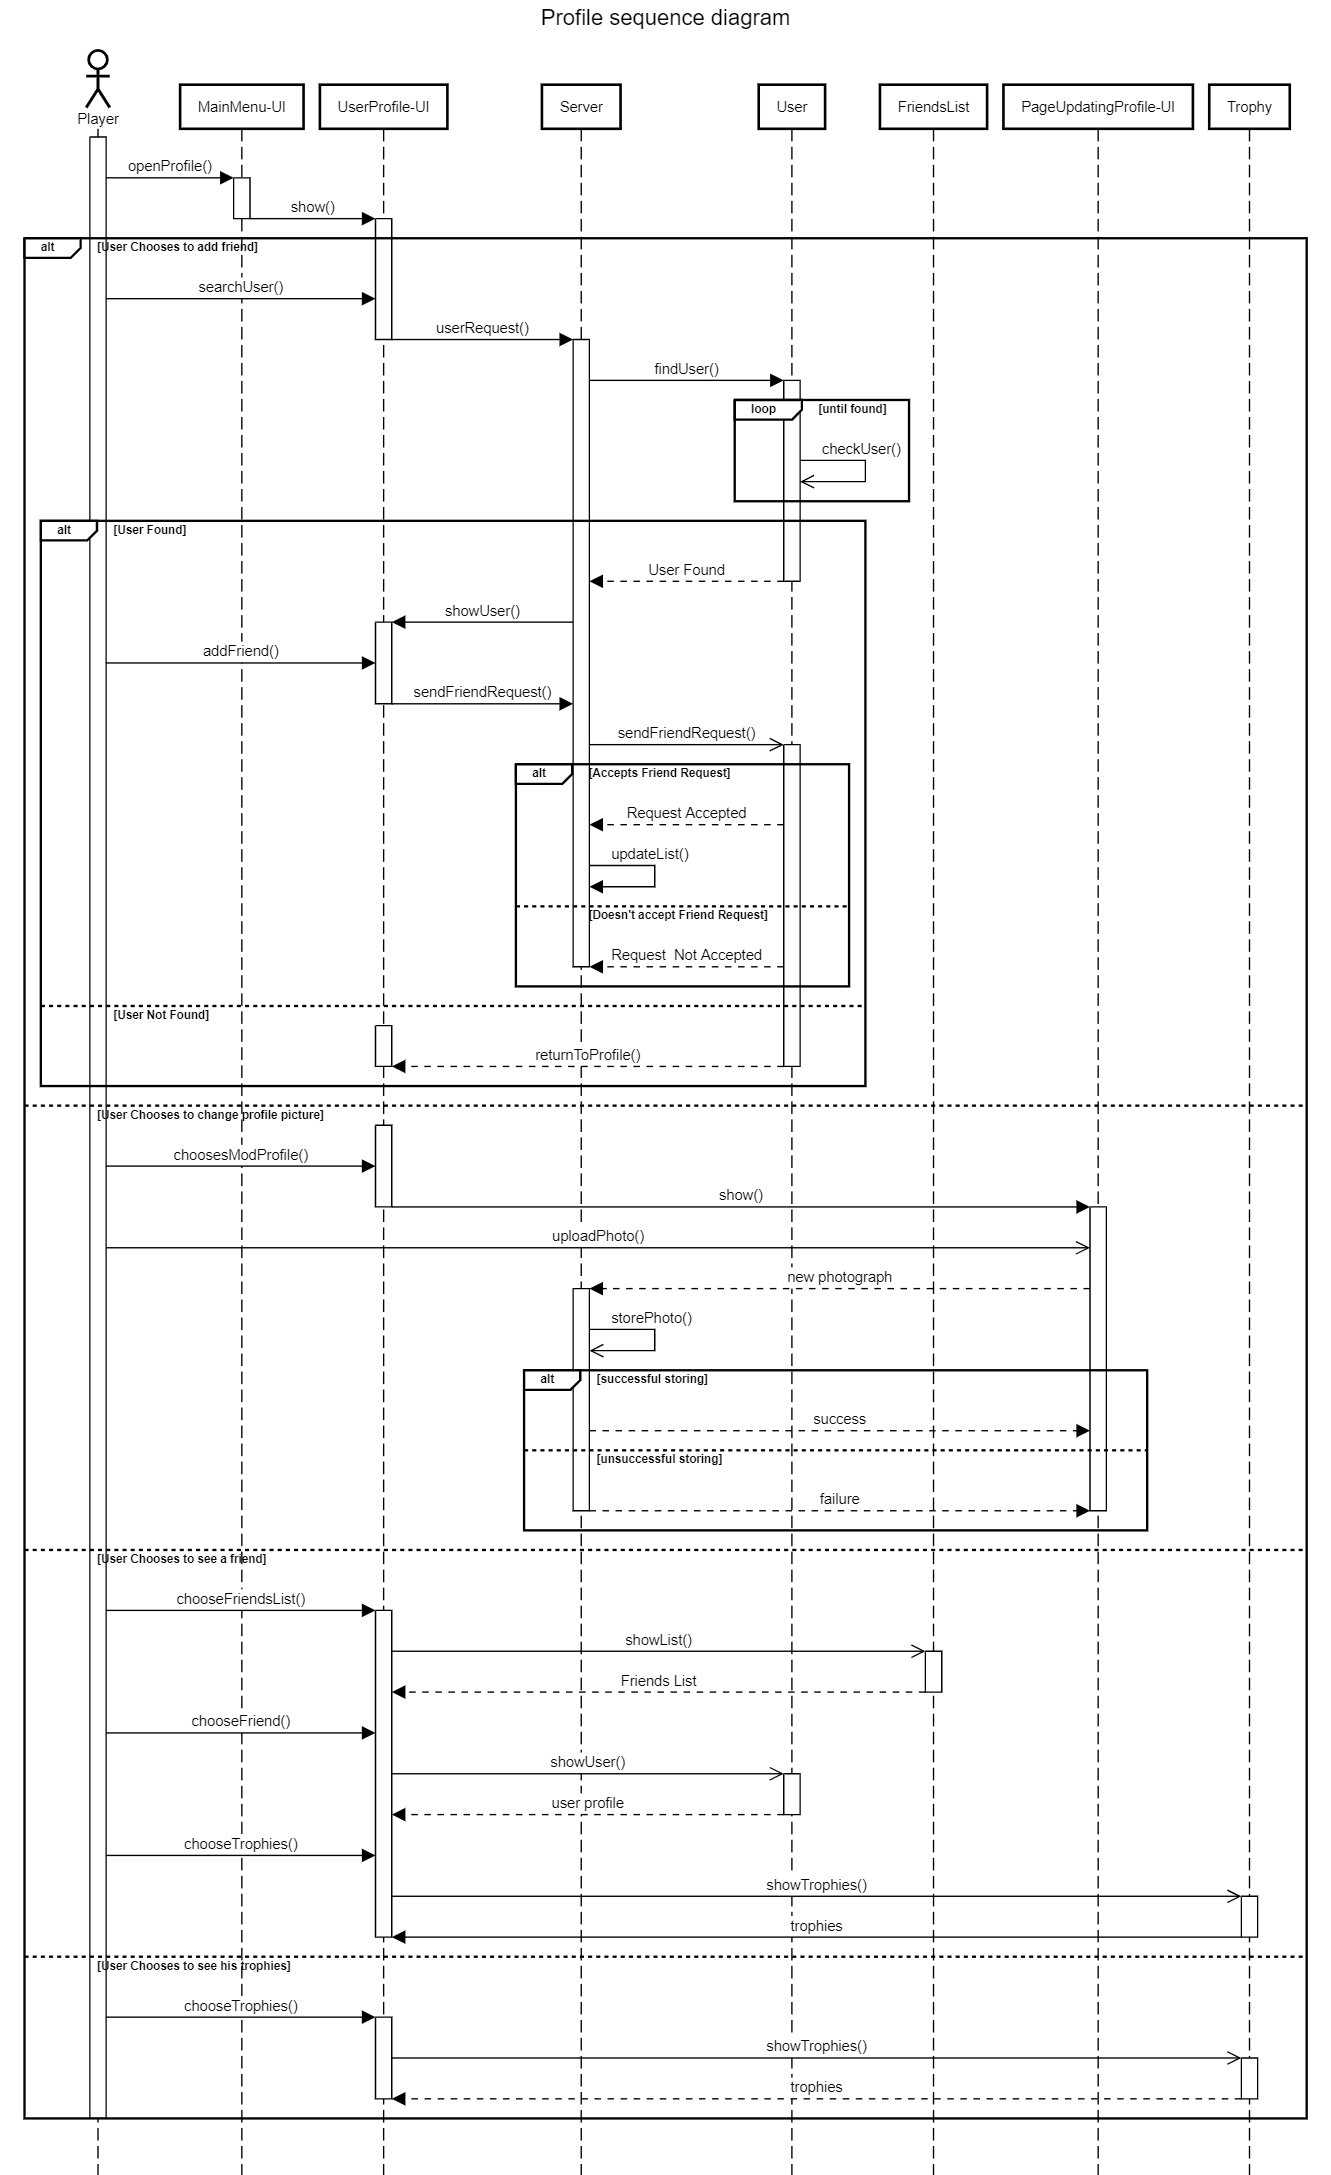 Profile sequence diagram
Player
MainMenu-UI
UserProfile-UI
Server
User
FriendsList
PageUpdatingProfile-UI
Trophy
openProfile()
show()
alt
[User Chooses to add friend]
searchUser()
userRequest()
findUser()
loop
[until found]
checkUser()
alt
[User Found]
User Found
showUser()
addFriend()
sendFriendRequest()
sendFriendRequest()
alt
[Accepts Friend Request]
Request Accepted
updateList()
[Doesn't accept Friend Request]
Request  Not Accepted
[User Not Found]
returnToProfile()
[User Chooses to change profile picture]
choosesModProfile()
show()
uploadPhoto()
new photograph
storePhoto()
alt
[successful storing]
success
[unsuccessful storing]
failure
[User Chooses to see a friend]
chooseFriendsList()
showList()
Friends List
chooseFriend()
showUser()
user profile
chooseTrophies()
showTrophies()
trophies
[User Chooses to see his trophies]
chooseTrophies()
showTrophies()
trophies